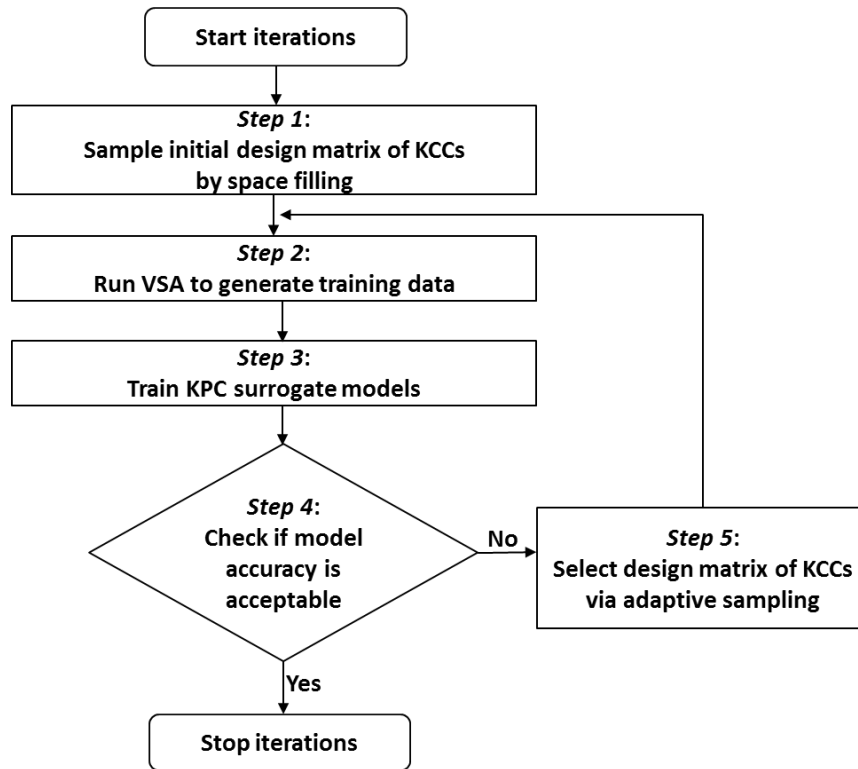 Start iterations
Step 1:
Sample initial design matrix of KCCs
by space filling
Step 2:
Run VSA to generate training data
Step 3:
Train KPC surrogate models
Step 4:
Check if model
accuracy is
acceptable
No
Step 5:
Select design matrix of KCCs
via adaptive sampling
Yes
Stop iterations